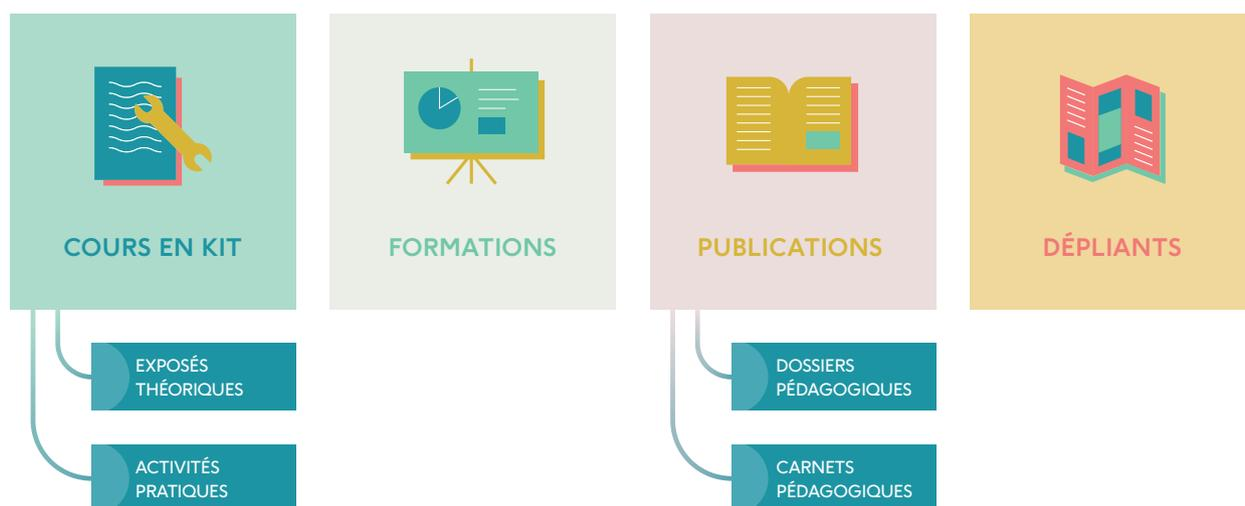 COURS EN KIT
FORMATIONS
PUBLICATIONS
DÉPLIANTS
EXPOSÉS
THÉORIQUES
ACTIVITÉS
PRATIQUES
DOSSIERS
PÉDAGOGIQUES
CARNETS
PÉDAGOGIQUES